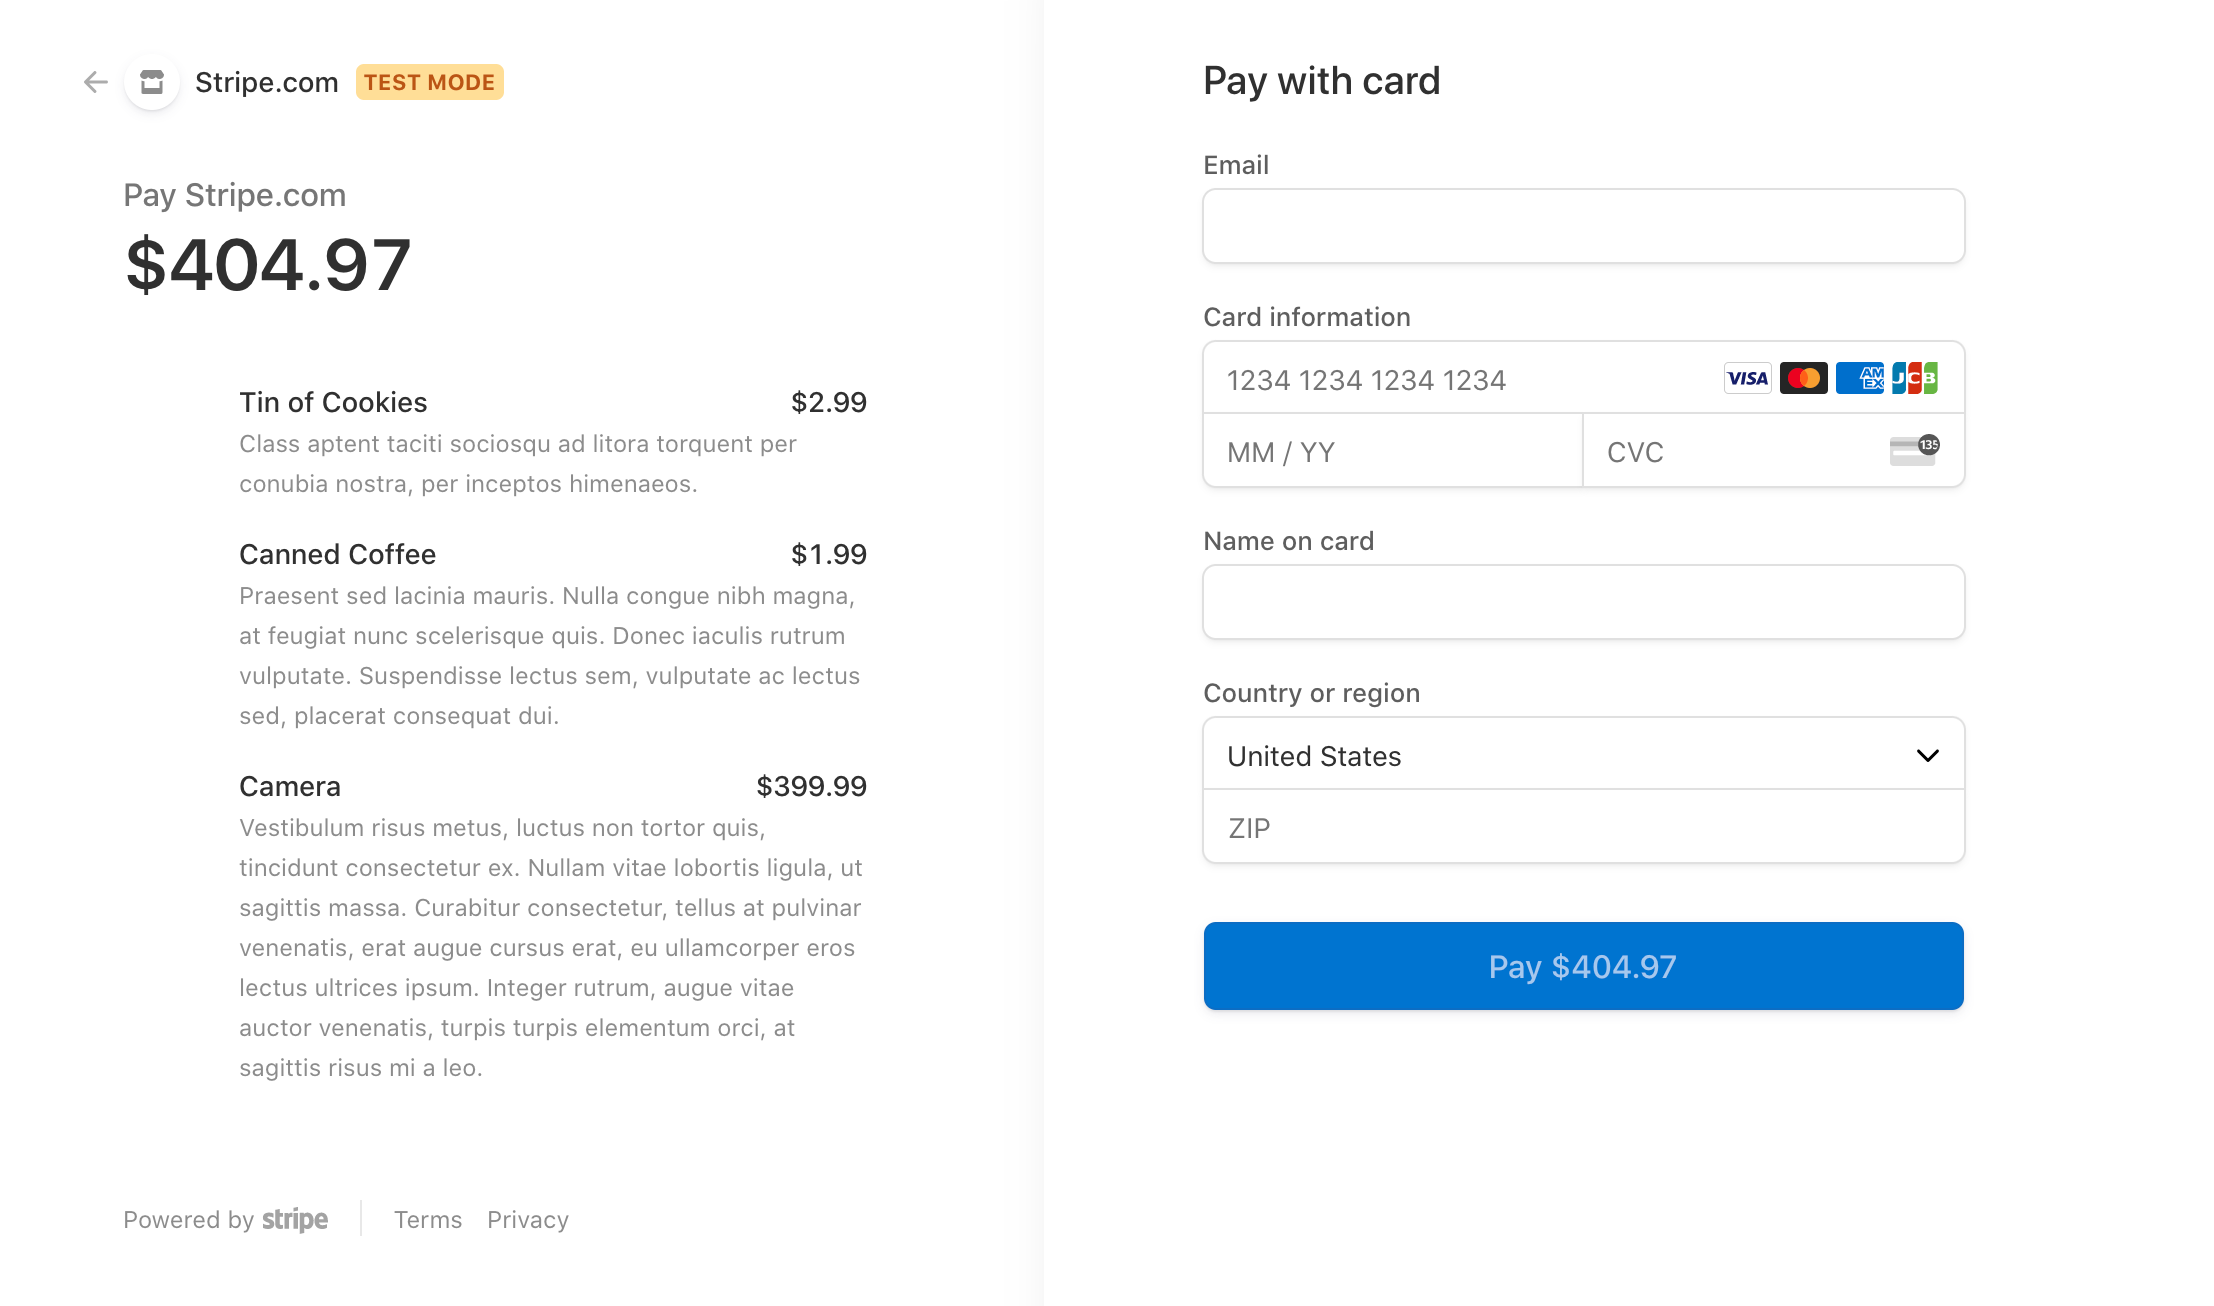 Stripe.com TEST MODE
Pay Stripe.com
$404.97
Tin of Cookies $2.99
Class aptent taciti sociosqu ad litora torquent per
conubia nostra, per inceptos himenaeos.
Canned Coffee $1.99
Praesent sed lacinia mauris. Nulla congue nibh magna,
at feugiat nunc scelerisque quis. Donec iaculis rutrum
vulputate. Suspendisse lectus sem, vulputate ac lectus
sed, placerat consequat dui.
Camera $399.99
Vestibulum risus metus, luctus non tortor quis,
tincidunt consectetur ex. Nullam vitae lobortis ligula, ut
sagittis massa. Curabitur consectetur, tellus at pulvinar
venenatis, erat augue cursus erat, eu ullamcorper eros
lectus ultrices ipsum. Integer rutrum, augue vitae
auctor venenatis, turpis turpis elementum orci, at
sagittis risus mi a leo.
Powered by stripe Terms Privacy
Pay with card
Email
Card information
1234 1234 1234 1234 VISA AM EX JCB
MM / YY CVC 135
Name on card
Country or region
United States
ZIP
Pay $404.97